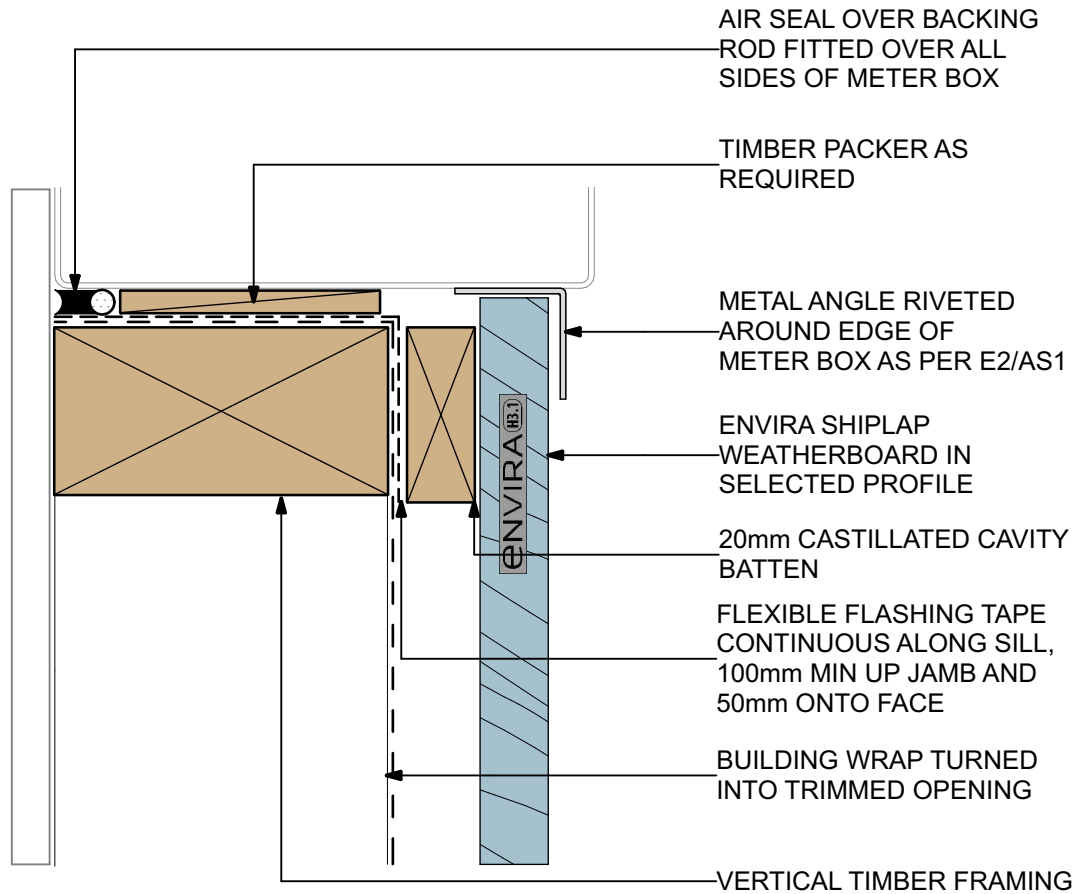 AIR SEAL OVER BACKING
ROD FITTED OVER ALL
SIDES OF METER BOX
TIMBER PACKER AS
REQUIRED
METAL ANGLE RIVETED
AROUND EDGE OF
METER BOX AS PER E2/AS1
ENVIRA SHIPLAP
WEATHERBOARD IN
SELECTED PROFILE
eNVIRA H3.1
20mm CASTILLATED CAVITY
BATTEN
FLEXIBLE FLASHING TAPE
CONTINUOUS ALONG SILL,
100mm MIN UP JAMB AND
50mm ONTO FACE
BUILDING WRAP TURNED
INTO TRIMMED OPENING
VERTICAL TIMBER FRAMING